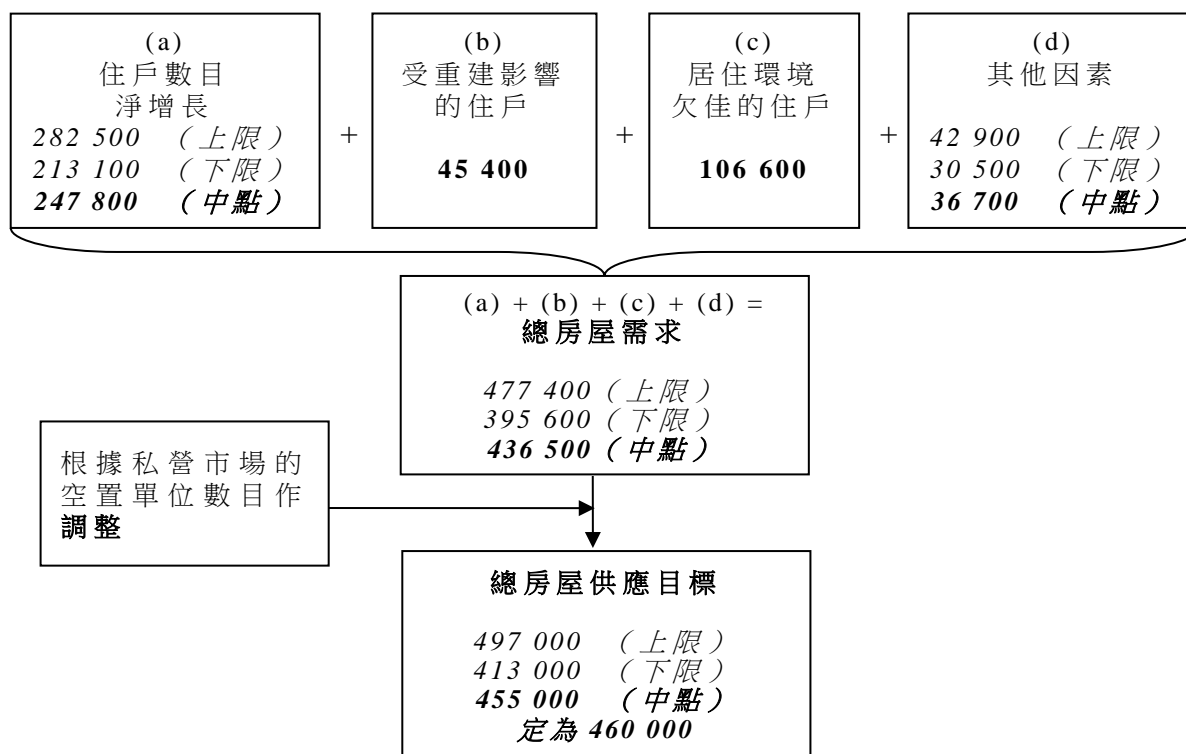 (a)
住戶數目
淨增長
282 500 （上限）
213 100 （下限）
247 800 （中點）
+
(b)
受重建影響
的住戶
45 400
+
(c)
居住環境
欠佳的住戶
106 600
+
(d)
其他因素
42 900 （上限）
30 500 （下限）
36 700 （中點）
(a) + (b) + (c) + (d) =
總房屋需求
477 400（上限）
395 600（下限）
436 500（中點）
根據私營市場的
空置單位數目作
調整
總房屋供應目標
497 000 （上限）
413 000 （下限）
455 000 （中點）
定為 460 000